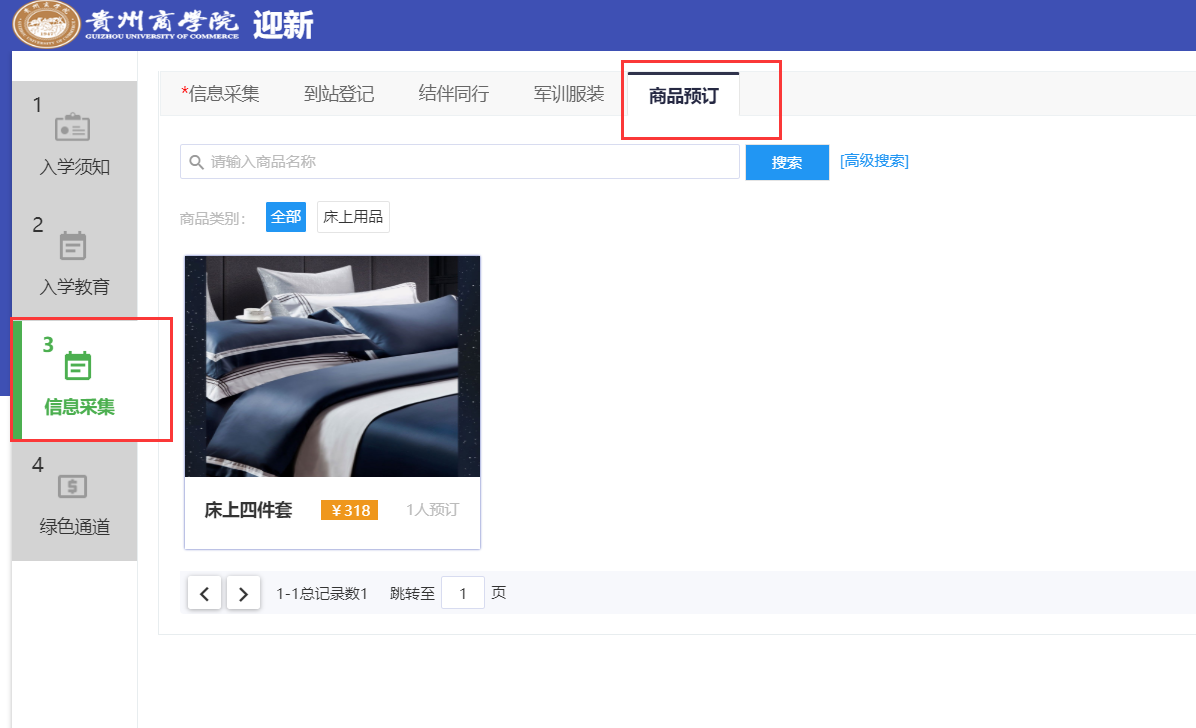 貴州商學院 迎新
GUIZHOU UNIVERSITY OF COMMERCE
1
入学须知
2
入学教育
3
信息采集
4
绿色通道
*信息采集 到站登记 结伴同行 军训服装 商品预订
请输入商品名称 搜索 [高级搜索]
商品类别: 全部 床上用品
床上四件套 ¥318 1人预订
1-1总记录数1 跳转至 1 页